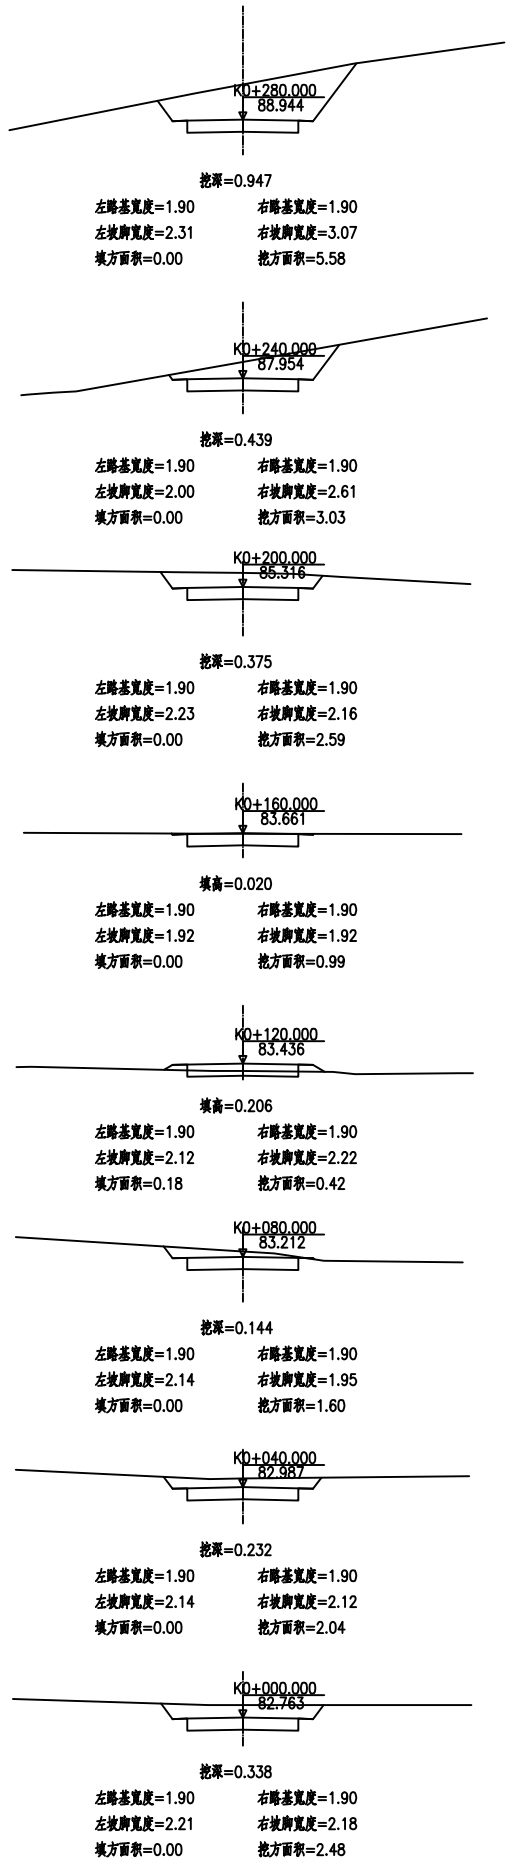 K0+280.000
88.944
挖深=0.947
左路基宽度=1.90 右路基宽度=1.90
左坡脚宽度=2.31 右坡脚宽度=3.07
填方面积=0.00 挖方面积=5.58
K0+240.000
87.954
挖深=0.439
左路基宽度=1.90 右路基宽度=1.90
左坡脚宽度=2.00 右坡脚宽度=2.61
填方面积=0.00 挖方面积=3.03
K0+200.000
85.316
挖深=0.375
左路基宽度=1.90 右路基宽度=1.90
左坡脚宽度=2.23 右坡脚宽度=2.16
填方面积=0.00 挖方面积=2.59
K0+160.000
83.661
填高=0.020
左路基宽度=1.90 右路基宽度=1.90
左坡脚宽度=1.92 右坡脚宽度=1.92
填方面积=0.00 挖方面积=0.99
K0+120.000
83.436
填高=0.206
左路基宽度=1.90 右路基宽度=1.90
左坡脚宽度=2.12 右坡脚宽度=2.22
填方面积=0.18 挖方面积=0.42
K0+080.000
83.212
挖深=0.144
左路基宽度=1.90 右路基宽度=1.90
左坡脚宽度=2.14 右坡脚宽度=1.95
填方面积=0.00 挖方面积=1.60
K0+040.000
82.987
挖深=0.232
左路基宽度=1.90 右路基宽度=1.90
左坡脚宽度=2.14 右坡脚宽度=2.12
填方面积=0.00 挖方面积=2.04
K0+000.000
82.763
挖深=0.338
左路基宽度=1.90 右路基宽度=1.90
左坡脚宽度=2.21 右坡脚宽度=2.18
填方面积=0.00 挖方面积=2.48